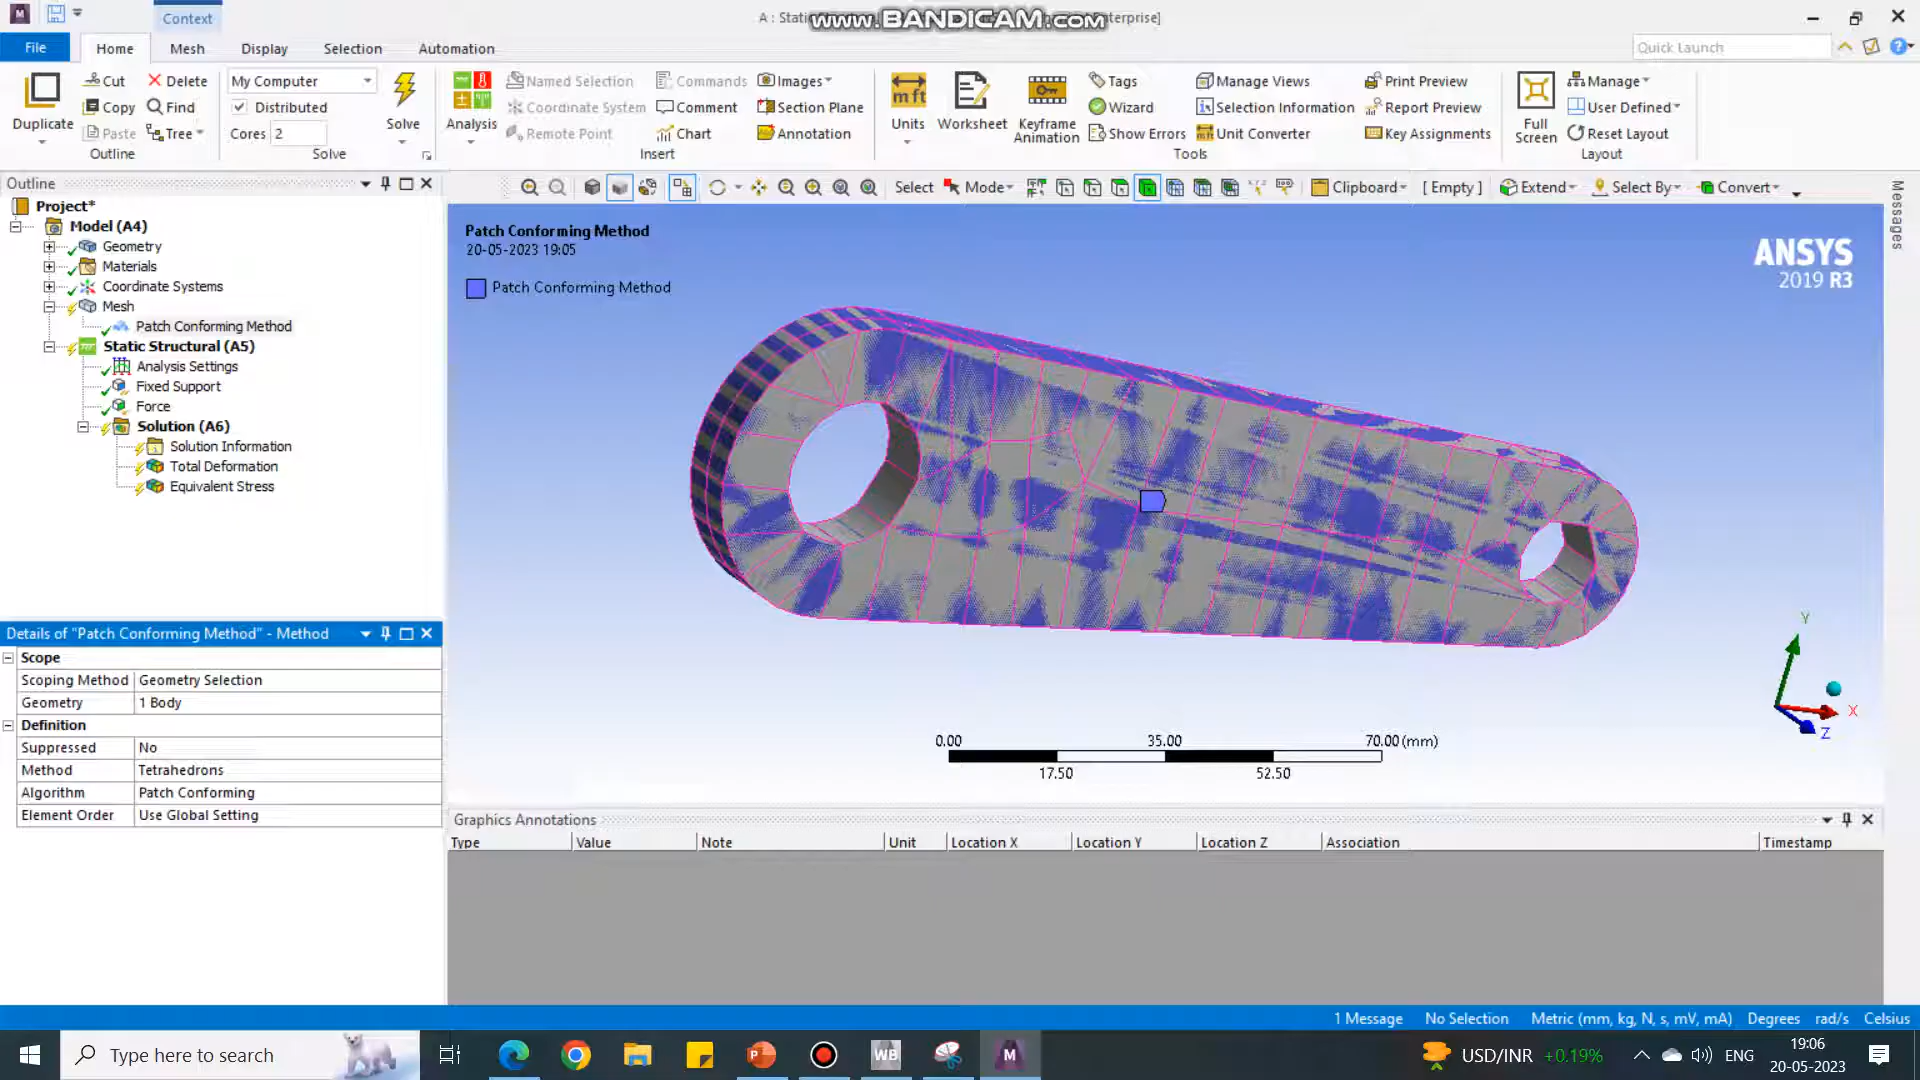 Context
A : Stati
www.BANDICAM.com
Enterprise]
File
Home
Mesh
Display
Selection
Automation
Quick Launch
Duplicate
Cut
Delete
Copy
Find
Paste
Tree
Outline
My Computer
Distributed
Cores 2
Solve
Solve
Analysis
Named Selection
Commands
Images
Coordinate System
Comment
Section Plane
Remote Point
Chart
Annotation
Insert
mft
Units
Worksheet
Keyframe
Animation
Tags
Wizard
Show Errors
Manage Views
Selection Information
Unit Converter
Print Preview
Report Preview
Key Assignments
Tools
Full
Screen
Manage
User Defined
Reset Layout
Layout
Outline
Select
Mode
Clipboard
[ Empty ]
Extend
Select By
Convert
Messages
Project*
Model (A4)
Geometry
Materials
Coordinate Systems
Mesh
Patch Conforming Method
Static Structural (A5)
Analysis Settings
Fixed Support
Force
Solution (A6)
Solution Information
Total Deformation
Equivalent Stress
Patch Conforming Method
20-05-2023 19:05
Patch Conforming Method
ANSYS
2019 R3
Y
X
Z
0.00 35.00 70.00 (mm)
17.50 52.50
Details of "Patch Conforming Method" - Method
Scope
Scoping Method Geometry Selection
Geometry 1 Body
Definition
Suppressed No
Method Tetrahedrons
Algorithm Patch Conforming
Element Order Use Global Setting
Graphics Annotations
Type Value Note Unit Location X Location Y Location Z Association Timestamp
1 Message No Selection Metric (mm, kg, N, s, mV, mA) Degrees rad/s Celsius
Type here to search
WB
M
USD/INR +0.19%
ENG
19:06
20-05-2023